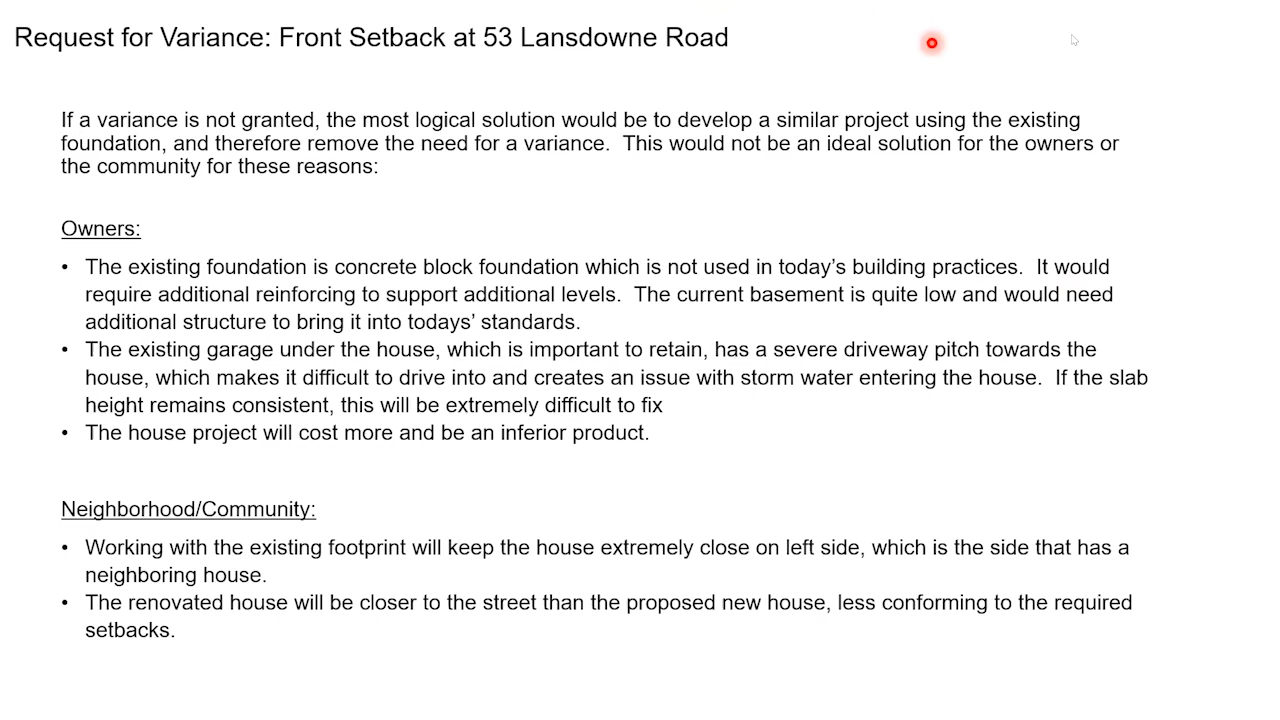 Request for Variance: Front Setback at 53 Lansdowne Road
If a variance is not granted, the most logical solution would be to develop a similar project using the existing
foundation, and therefore remove the need for a variance.  This would not be an ideal solution for the owners or
the community for these reasons:
Owners:
• The existing foundation is concrete block foundation which is not used in today’s building practices.  It would
require additional reinforcing to support additional levels.  The current basement is quite low and would need
additional structure to bring it into todays’ standards.
• The existing garage under the house, which is important to retain, has a severe driveway pitch towards the
house, which makes it difficult to drive into and creates an issue with storm water entering the house.  If the slab
height remains consistent, this will be extremely difficult to fix
• The house project will cost more and be an inferior product.
Neighborhood/Community:
• Working with the existing footprint will keep the house extremely close on left side, which is the side that has a
neighboring house.
• The renovated house will be closer to the street than the proposed new house, less conforming to the required
setbacks.